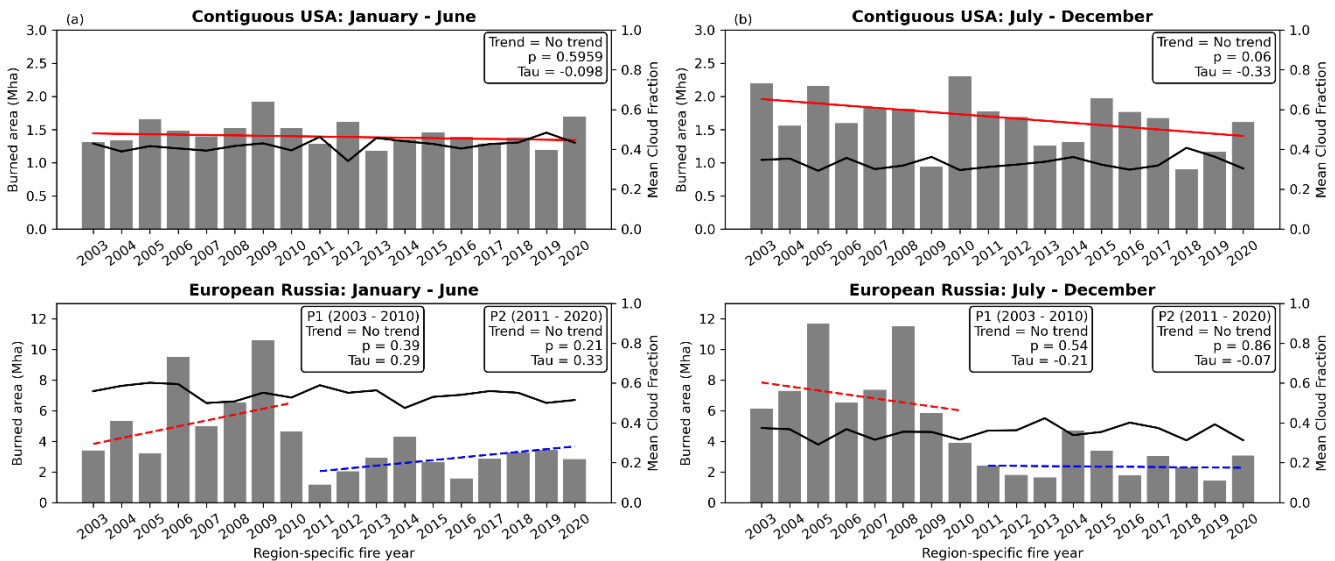 (a)
Contiguous USA: January - June
Burned area (Mha)
3.0
2.5
2.0
1.5
1.0
0.5
0.0
Trend = No trend
p = 0.5959
Tau = -0.098
1.0
0.8
0.6
0.4
0.2
0.0
Mean Cloud Fraction
2003 2004 2005 2006 2007 2008 2009 2010 2011 2012 2013 2014 2015 2016 2017 2018 2019 2020
(b)
Contiguous USA: July - December
Burned area (Mha)
3.0
2.5
2.0
1.5
1.0
0.5
0.0
Trend = No trend
p = 0.06
Tau = -0.33
1.0
0.8
0.6
0.4
0.2
0.0
Mean Cloud Fraction
2003 2004 2005 2006 2007 2008 2009 2010 2011 2012 2013 2014 2015 2016 2017 2018 2019 2020
European Russia: January - June
Burned area (Mha)
12
10
8
6
4
2
0
P1 (2003 - 2010)
Trend = No trend
p = 0.39
Tau = 0.29
P2 (2011 - 2020)
Trend = No trend
p = 0.21
Tau = 0.33
1.0
0.8
0.6
0.4
0.2
0.0
Mean Cloud Fraction
2003 2004 2005 2006 2007 2008 2009 2010 2011 2012 2013 2014 2015 2016 2017 2018 2019 2020
Region-specific fire year
European Russia: July - December
Burned area (Mha)
12
10
8
6
4
2
0
P1 (2003 - 2010)
Trend = No trend
p = 0.54
Tau = -0.21
P2 (2011 - 2020)
Trend = No trend
p = 0.86
Tau = -0.07
1.0
0.8
0.6
0.4
0.2
0.0
Mean Cloud Fraction
2003 2004 2005 2006 2007 2008 2009 2010 2011 2012 2013 2014 2015 2016 2017 2018 2019 2020
Region-specific fire year